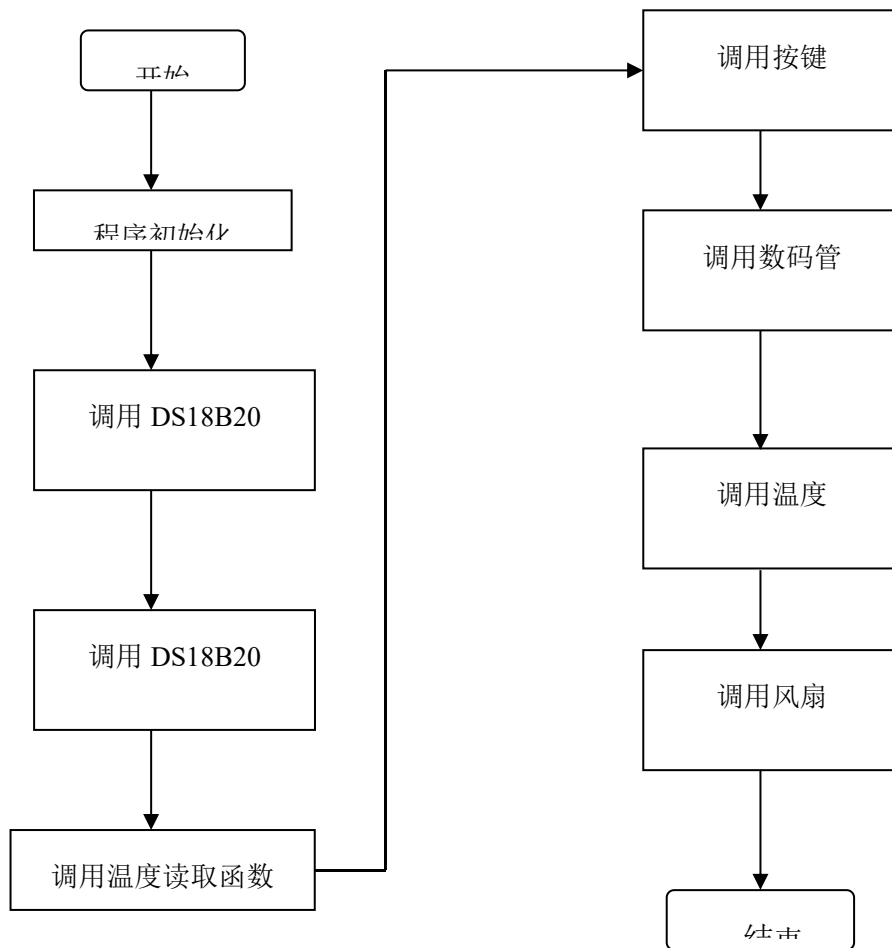 开始
程序初始化
调用 DS18B20
调用 DS18B20
调用温度读取函数
调用按键
调用数码管
调用温度
调用风扇
结束